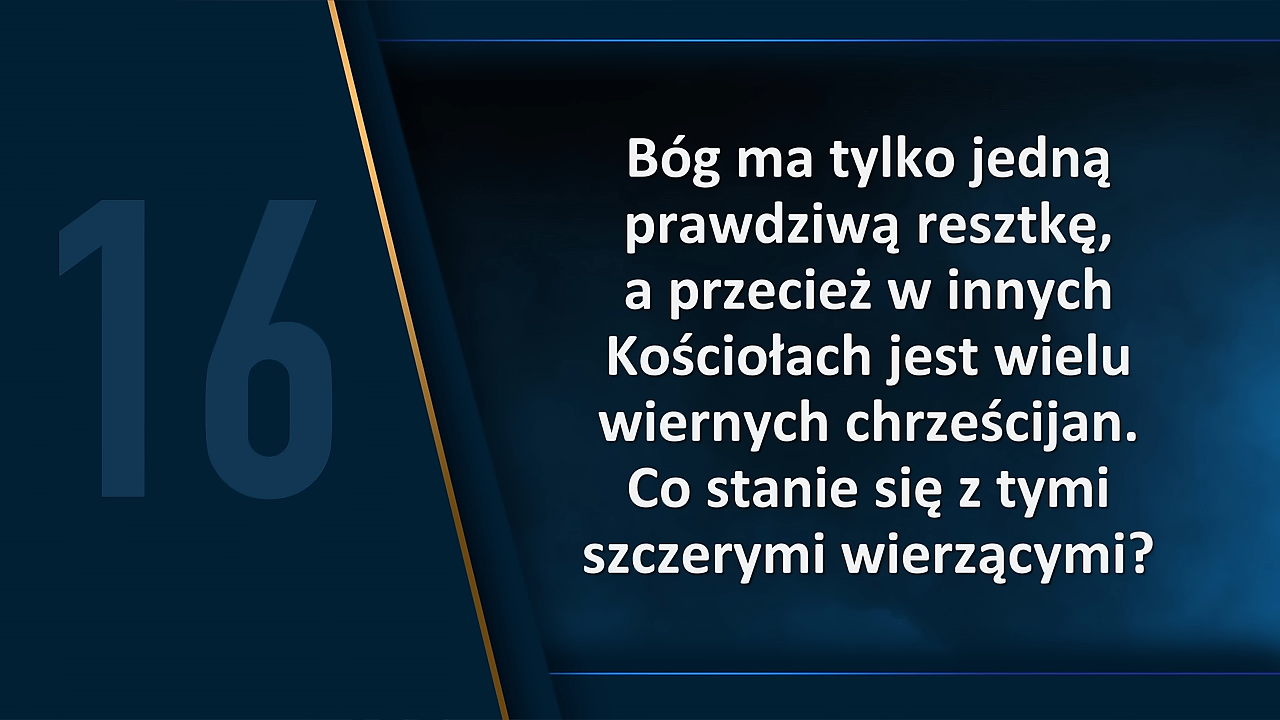 16
Bóg ma tylko jedną
prawdziwą resztkę,
a przecież w innych
Kościołach jest wielu
wiernych chrześcijan.
Co stanie się z tymi
szczerymi wierzącymi?